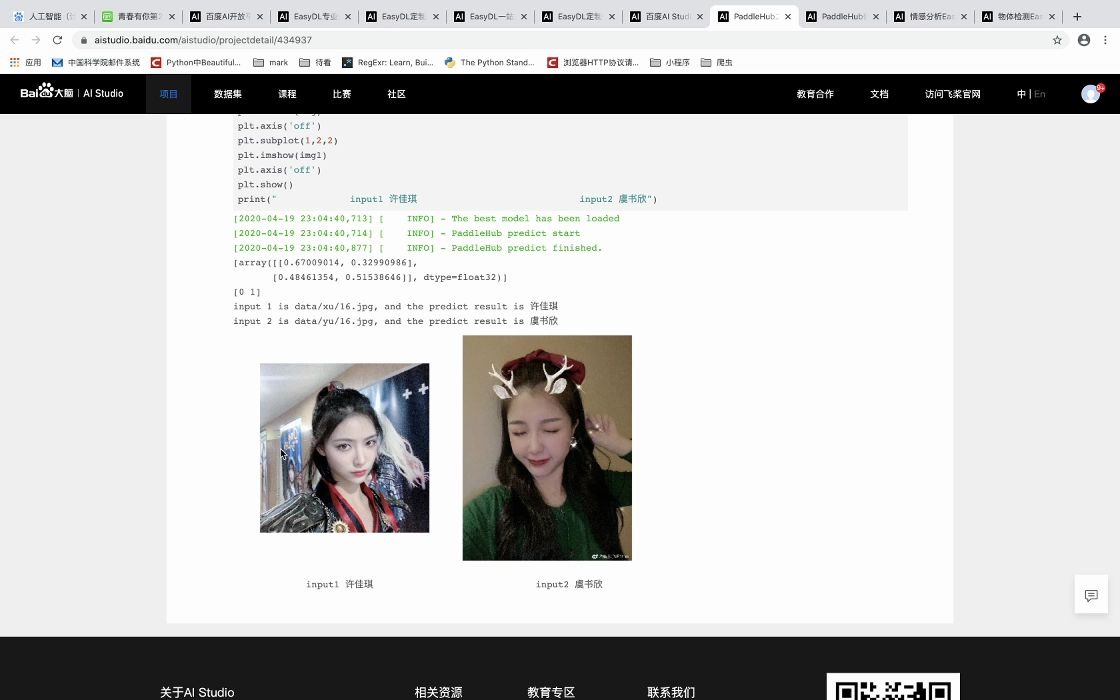 人工智能（
青春有你第2
百度AI开放平
EasyDL专业
EasyDL定制
EasyDL一站
EasyDL定制
百度AI Studi
PaddleHub
PaddleHub
情感分析Eas
物体检测Eas
aistudio.baidu.com/aistudio/projectdetail/434937
应用
中国科学院邮件系统
Python中Beautiful...
mark
待看
RegExr: Learn, Bui...
The Python Stand...
浏览器HTTP协议请...
小程序
爬虫
Bai大脑 | AI Studio
项目
数据集
课程
比赛
社区
教育合作
文档
访问飞桨官网
中 | En
9+
plt.axis('off')
plt.subplot(1,2,2)
plt.imshow(img1)
plt.axis('off')
plt.show()
print("            input1 许佳琪                           input2 虞书欣")
[2020-04-19 23:04:40,713] [    INFO] - The best model has been loaded
[2020-04-19 23:04:40,714] [    INFO] - PaddleHub predict start
[2020-04-19 23:04:40,877] [    INFO] - PaddleHub predict finished.
[array([[0.67009014, 0.32990986],
       [0.48461354, 0.51538646]], dtype=float32)]
[0 1]
input 1 is data/xu/16.jpg, and the predict result is 许佳琪
input 2 is data/yu/16.jpg, and the predict result is 虞书欣
input1 许佳琪
input2 虞书欣
关于AI Studio
相关资源
教育专区
联系我们